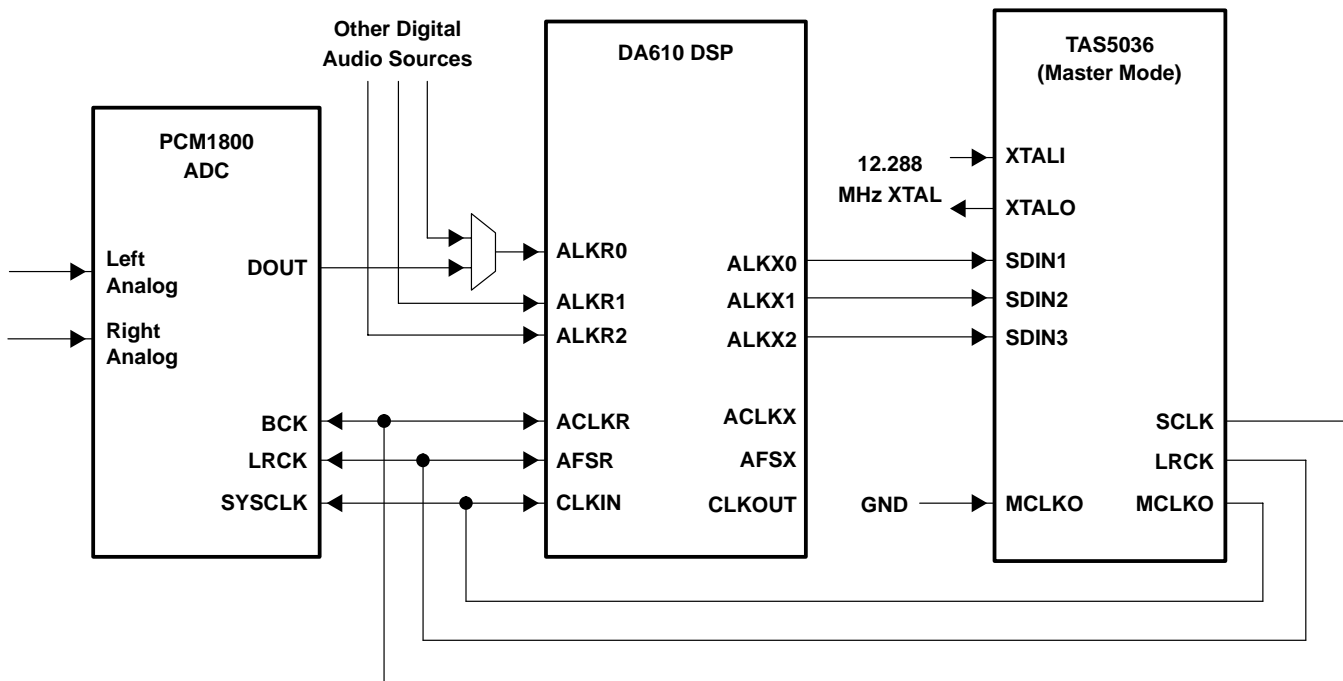 Other Digital
Audio Sources
DA610 DSP
TAS5036
(Master Mode)
PCM1800
ADC
12.288
MHz XTAL
XTALI
XTALO
Left
Analog
Right
Analog
DOUT
BCK
LRCK
SYSCLK
ALKR0
ALKR1
ALKR2
ACLKR
AFSR
CLKIN
ALKX0
ALKX1
ALKX2
ACLKX
AFSX
CLKOUT
SDIN1
SDIN2
SDIN3
GND
MCLKO
SCLK
LRCK
MCLKO